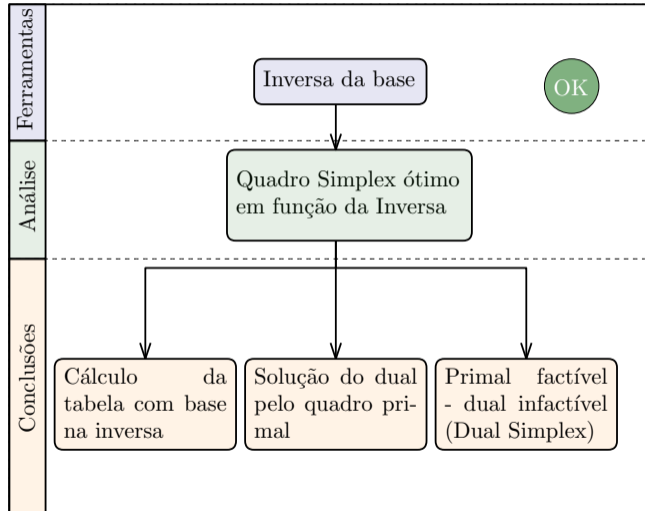 Ferramentas
Inversa da base
OK
Análise
Quadro Simplex ótimo
em função da Inversa
Conclusões
Cálculo da
tabela com base
na inversa
Solução do dual
pelo quadro pri-
mal
Primal factível
- dual infactível
(Dual Simplex)